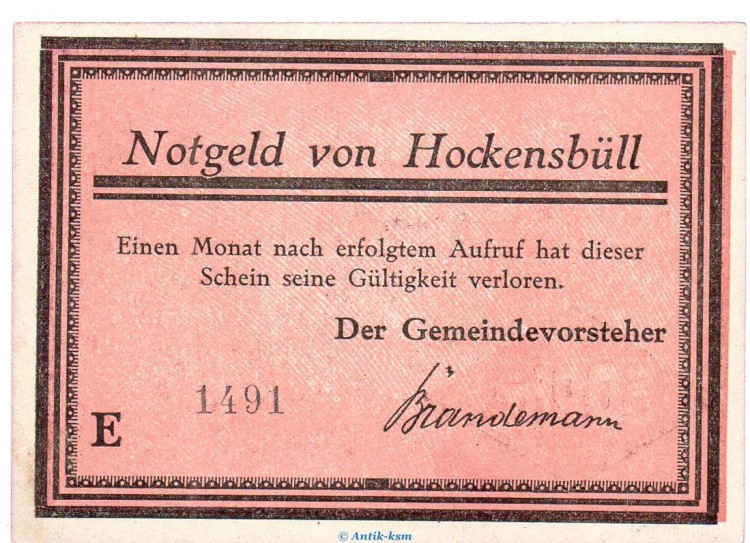 Notgeld von Hockensbüll
Einen Monat nach erfolgtem Aufruf hat dieser
Schein seine Gültigkeit verloren.
Der Gemeindevorsteher
1491
Brandemann
E
© Antik-ksm